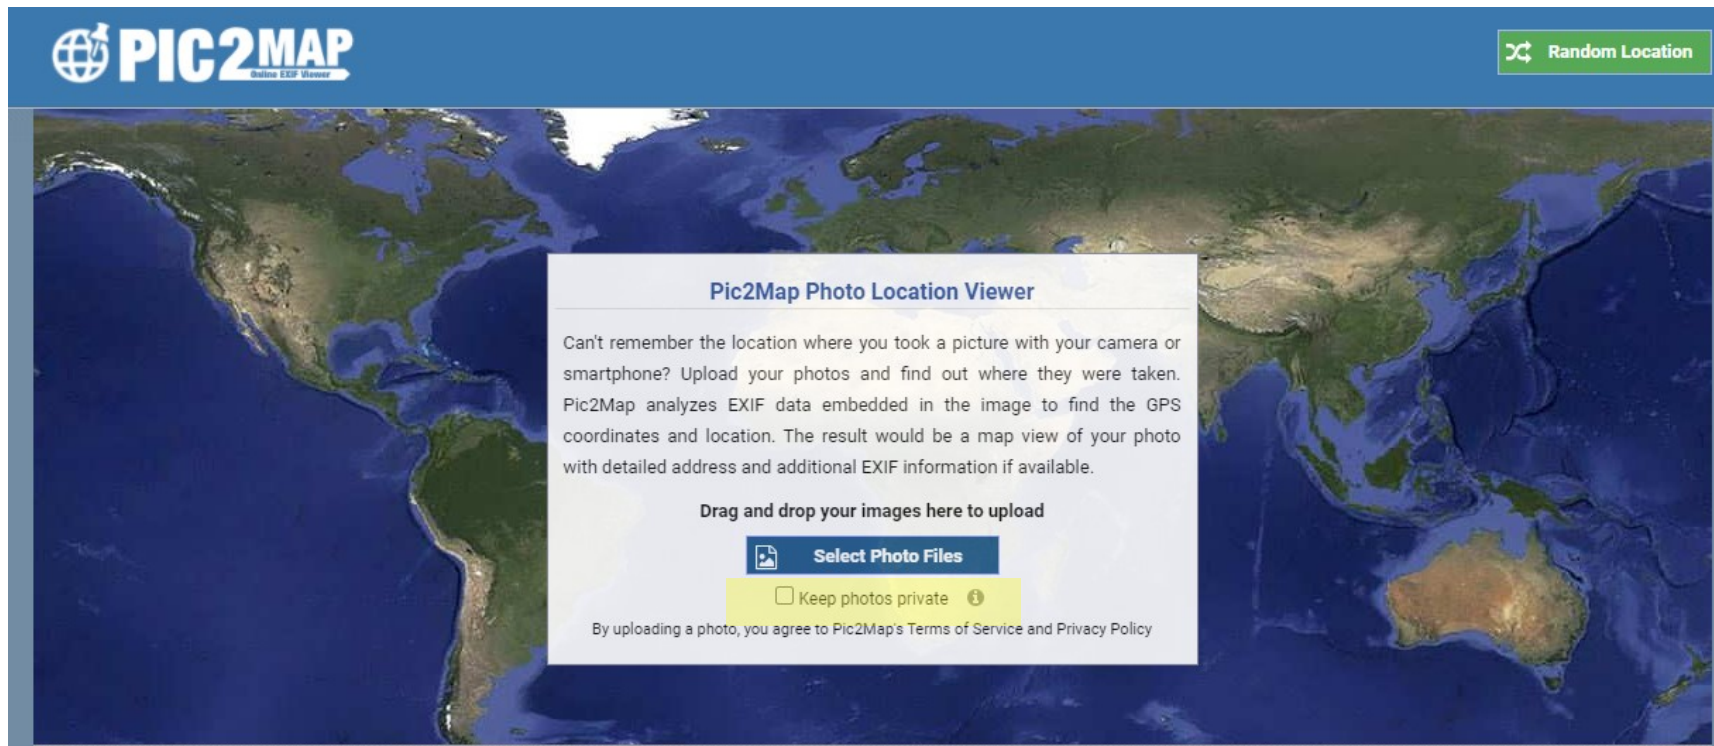 PIC2MAP
Online EXIF Viewer
Random Location
Pic2Map Photo Location Viewer
Can't remember the location where you took a picture with your camera or
smartphone? Upload your photos and find out where they were taken.
Pic2Map analyzes EXIF data embedded in the image to find the GPS
coordinates and location. The result would be a map view of your photo
with detailed address and additional EXIF information if available.
Drag and drop your images here to upload
Select Photo Files
Keep photos private
By uploading a photo, you agree to Pic2Map's Terms of Service and Privacy Policy